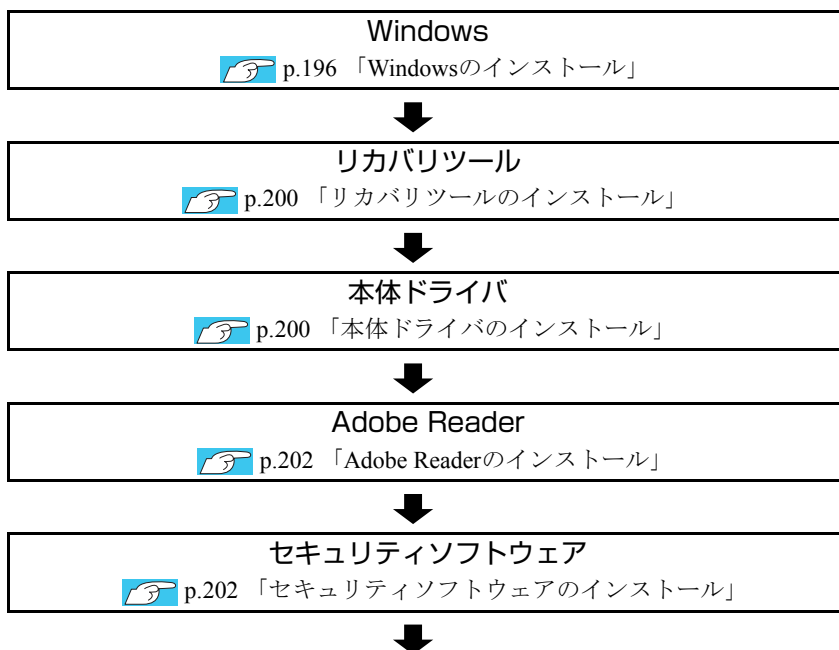 Windows
p.196 「Windowsのインストール」
リカバリツール
p.200 「リカバリツールのインストール」
本体ドライバ
p.200 「本体ドライバのインストール」
Adobe Reader
p.202 「Adobe Readerのインストール」
セキュリティソフトウェア
p.202 「セキュリティソフトウェアのインストール」